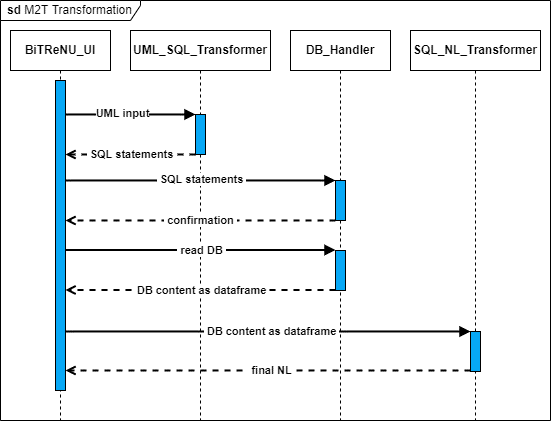 sd M2T Transformation
BiTReNU_UI
UML_SQL_Transformer
DB_Handler
SQL_NL_Transformer
UML input
SQL statements
SQL statements
confirmation
read DB
DB content as dataframe
DB content as dataframe
final NL